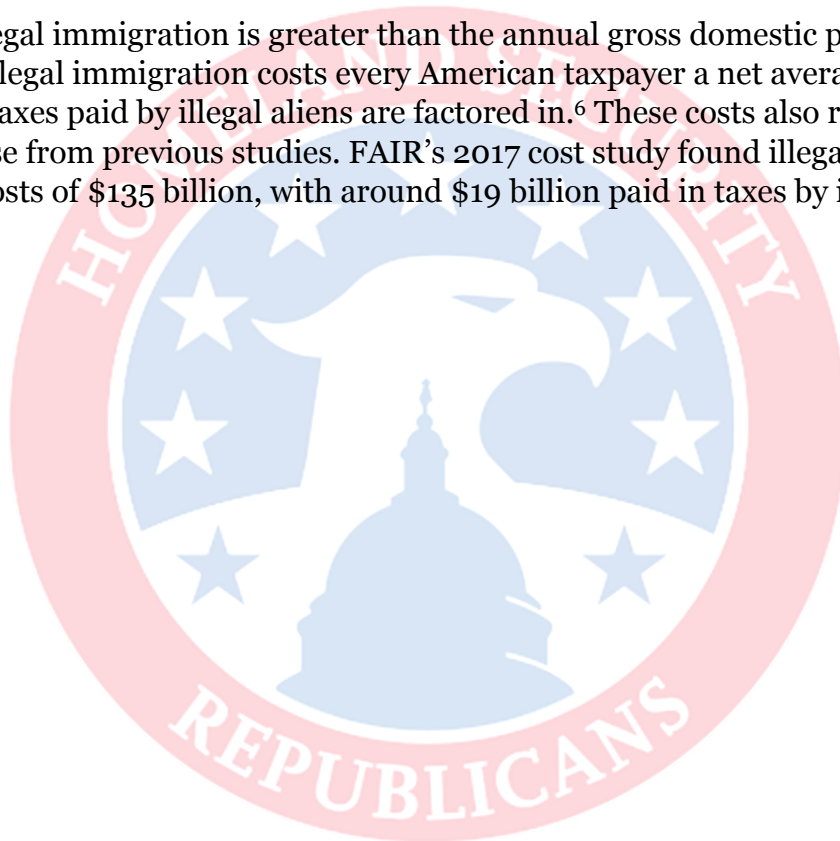 egal immigration is greater than the annual gross domestic p
llegal immigration costs every American taxpayer a net avera
taxes paid by illegal aliens are factored in.⁶ These costs also r
se from previous studies. FAIR’s 2017 cost study found illega
osts of $135 billion, with around $19 billion paid in taxes by i
HOMELAND SECURITY
REPUBLICANS